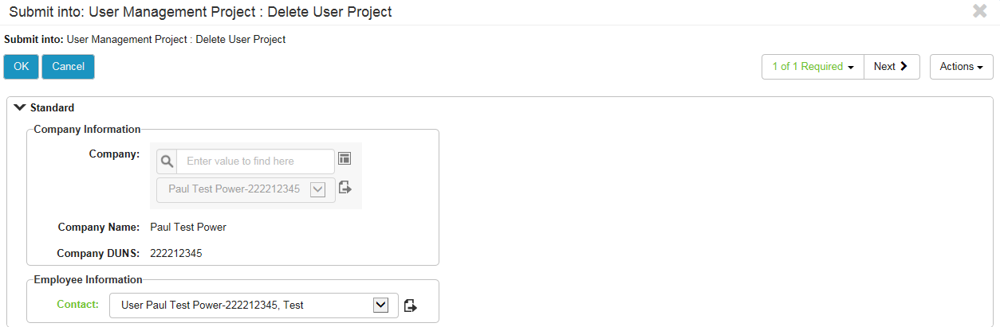 Submit into: User Management Project : Delete User Project
Submit into: User Management Project : Delete User Project
OK Cancel 1 of 1 Required Next Actions
Standard
Company Information
Company:
Enter value to find here
Paul Test Power-222212345
Company Name: Paul Test Power
Company DUNS: 222212345
Employee Information
Contact: User Paul Test Power-222212345, Test